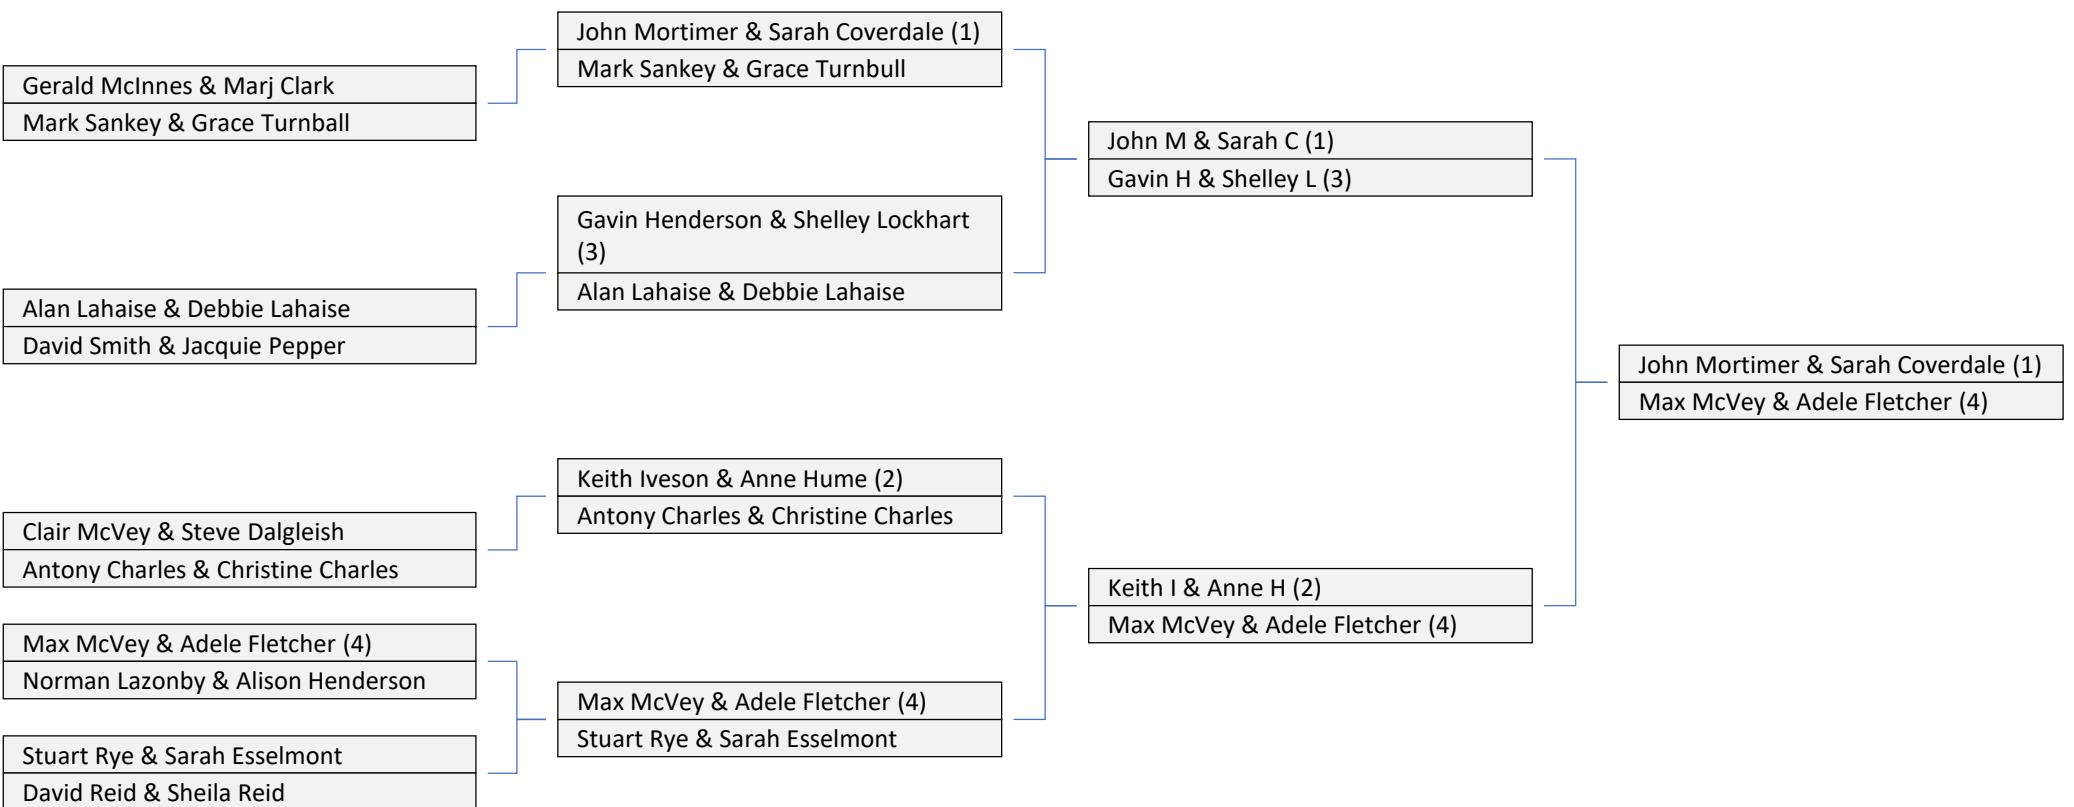 Gerald McInnes & Marj Clark
Mark Sankey & Grace Turnball
Alan Lahaise & Debbie Lahaise
David Smith & Jacquie Pepper
Clair McVey & Steve Dalgleish
Antony Charles & Christine Charles
Max McVey & Adele Fletcher (4)
Norman Lazonby & Alison Henderson
Stuart Rye & Sarah Esselmont
David Reid & Sheila Reid
John Mortimer & Sarah Coverdale (1)
Mark Sankey & Grace Turnbull
Gavin Henderson & Shelley Lockhart
(3)
Alan Lahaise & Debbie Lahaise
Keith Iveson & Anne Hume (2)
Antony Charles & Christine Charles
Max McVey & Adele Fletcher (4)
Stuart Rye & Sarah Esselmont
John M & Sarah C (1)
Gavin H & Shelley L (3)
Keith I & Anne H (2)
Max McVey & Adele Fletcher (4)
John Mortimer & Sarah Coverdale (1)
Max McVey & Adele Fletcher (4)